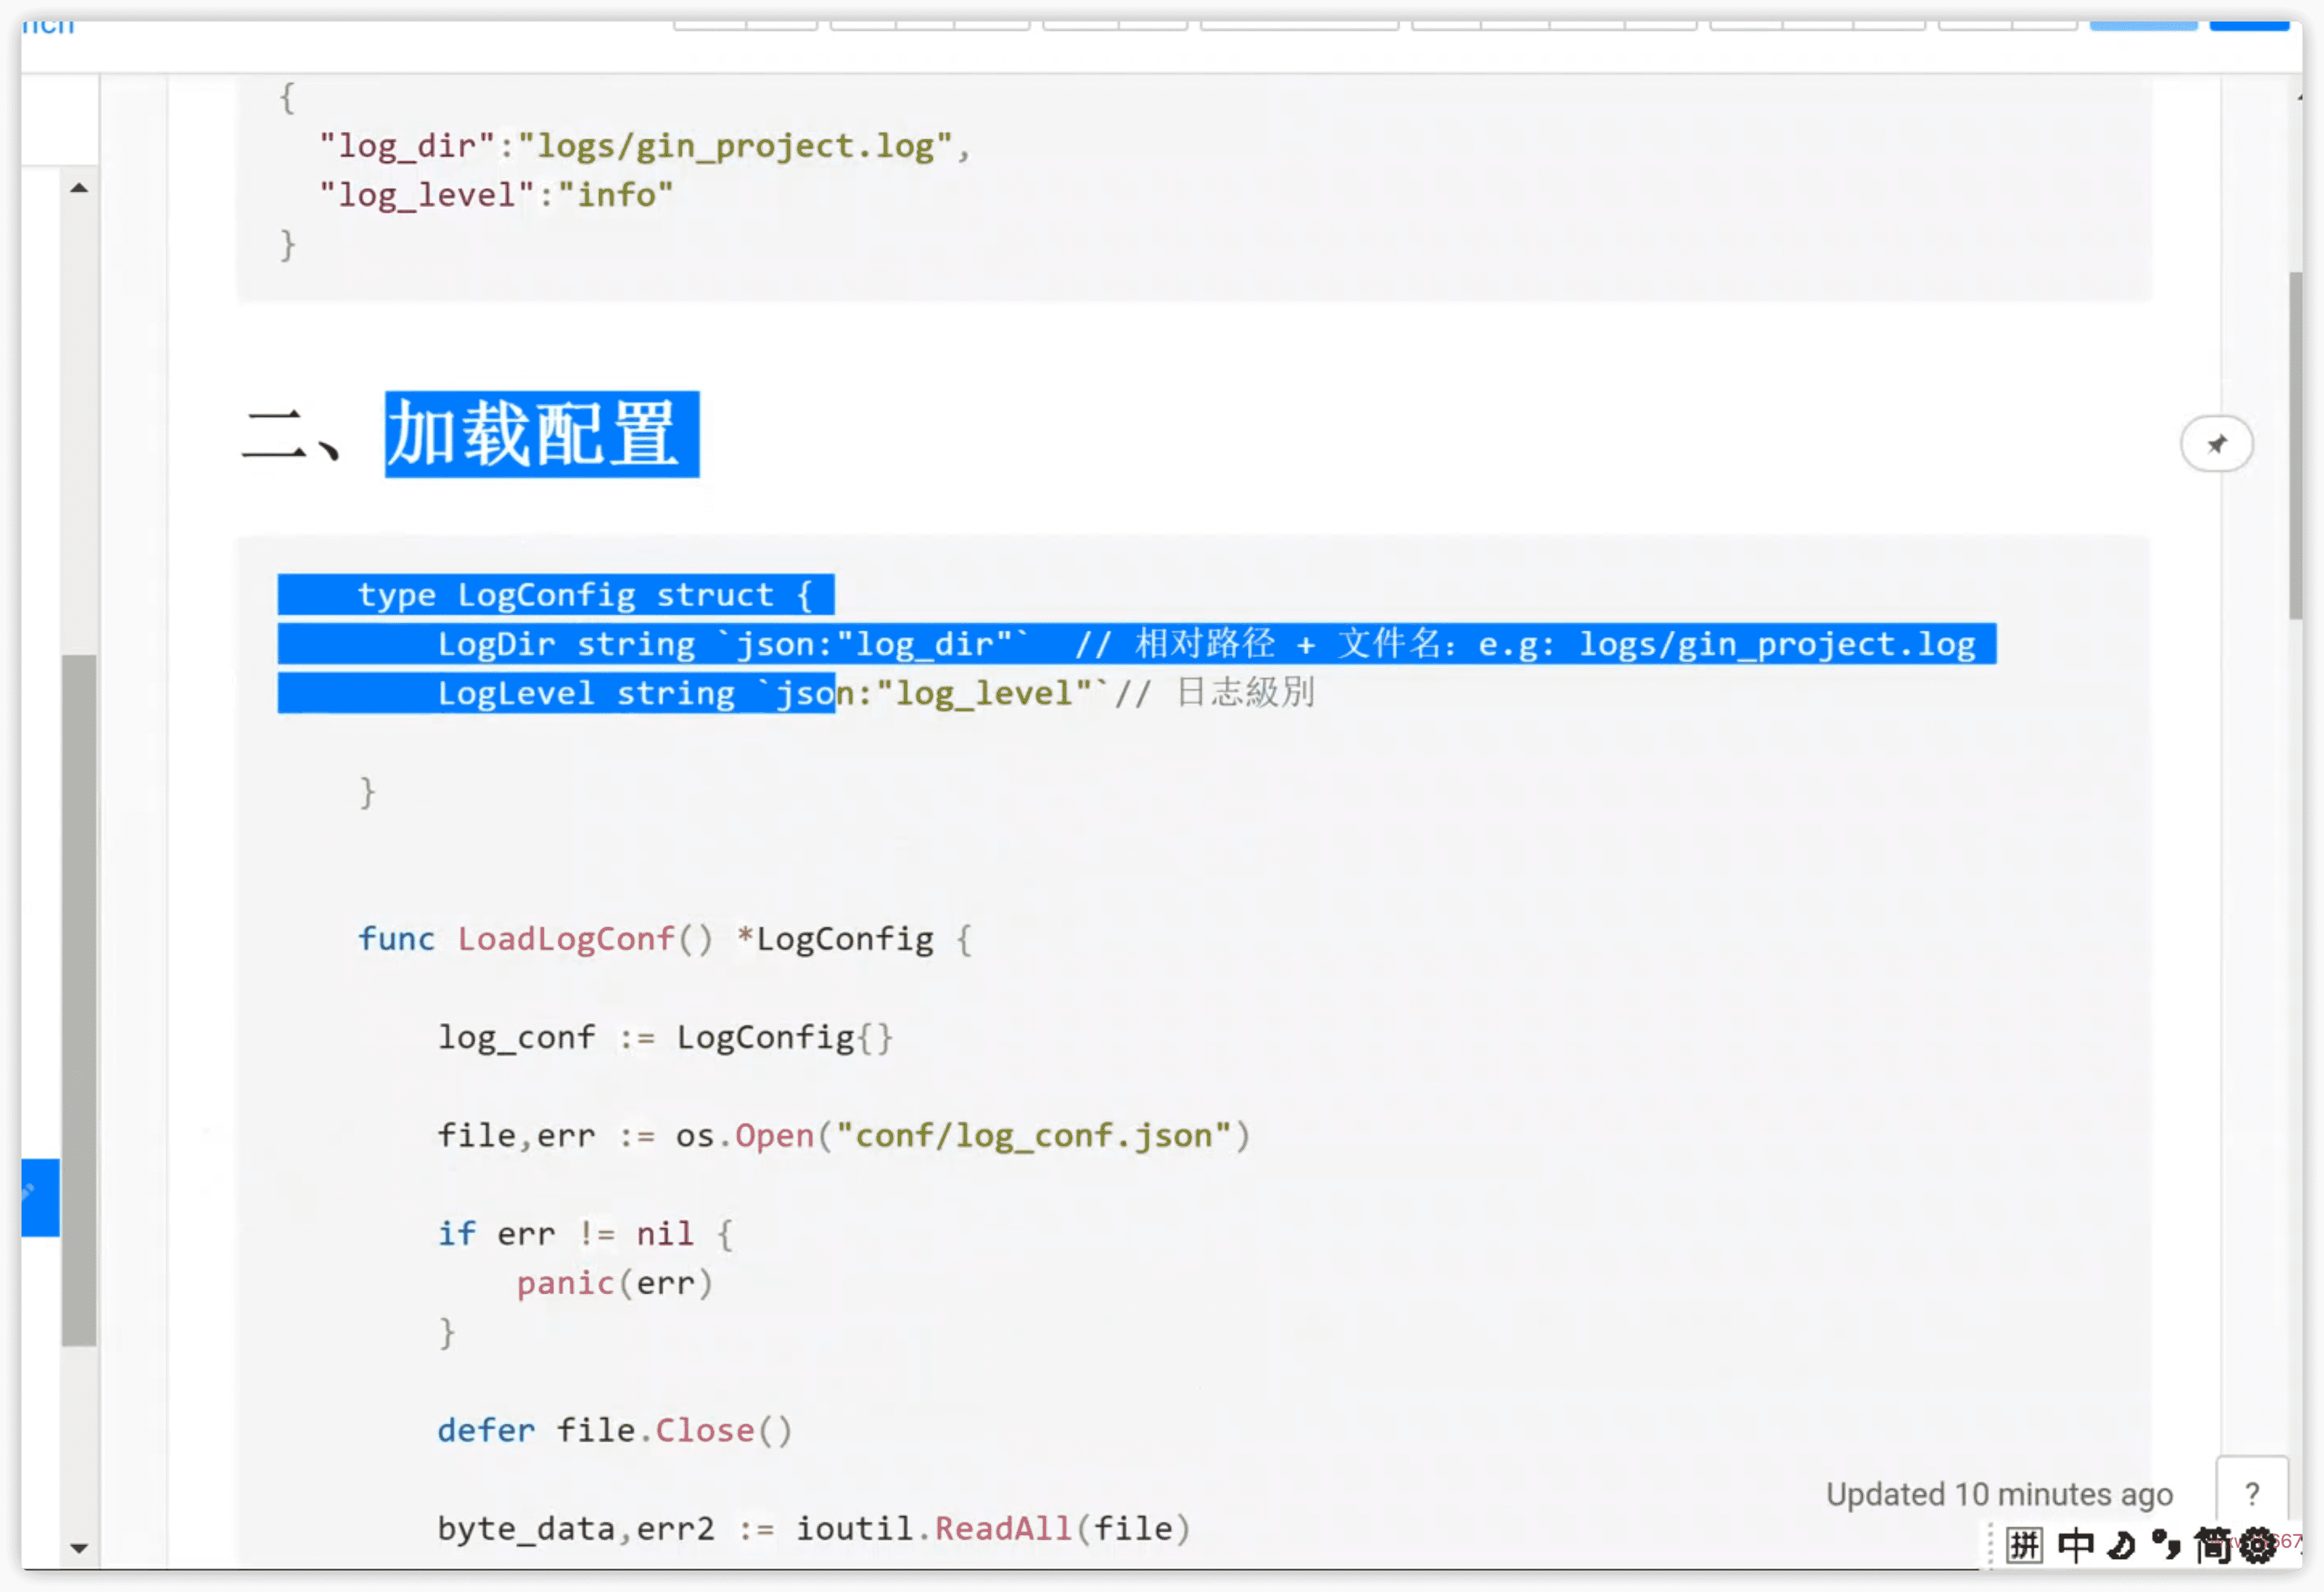 {
"log_dir":"logs/gin_project.log",
"log_level":"info"
}
二、加载配置
type LogConfig struct {
LogDir string `json:"log_dir"` // 相对路径 + 文件名：e.g: logs/gin_project.log
LogLevel string `json:"log_level"`// 日志級別
}
func LoadLogConf() *LogConfig {
log_conf := LogConfig{}
file,err := os.Open("conf/log_conf.json")
if err != nil {
panic(err)
}
defer file.Close()
byte_data,err2 := ioutil.ReadAll(file)
Updated 10 minutes ago
?
拼 中 简